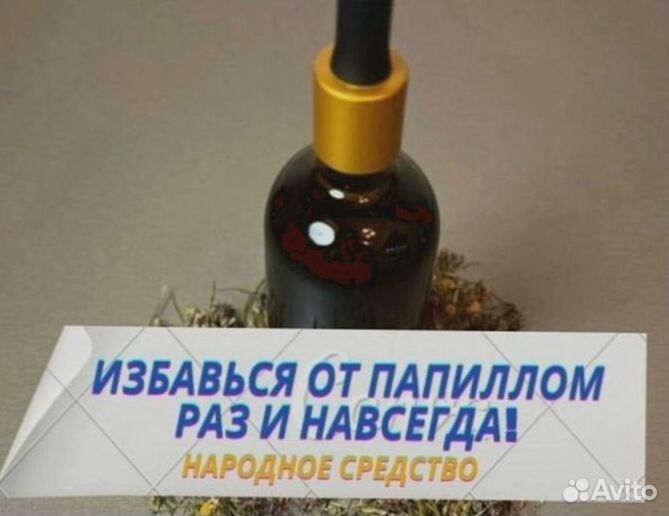 ИЗБАВЬСЯ ОТ ПАПИЛЛОМ
РАЗ И НАВСЕГДА!
НАРОДНОЕ СРЕДСТВО
Avito